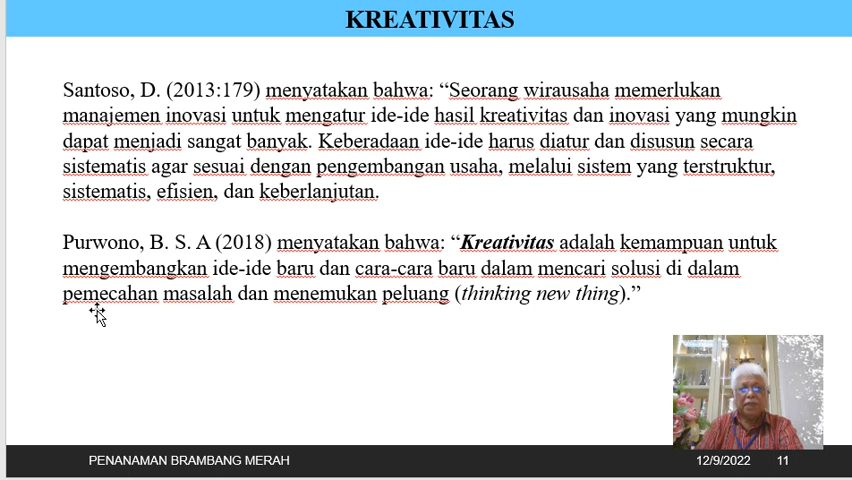 KREATIVITAS
Santoso, D. (2013:179) menyatakan bahwa: “Seorang wirausaha memerlukan
manajemen inovasi untuk mengatur ide-ide hasil kreativitas dan inovasi yang mungkin
dapat menjadi sangat banyak. Keberadaan ide-ide harus diatur dan disusun secara
sistematis agar sesuai dengan pengembangan usaha, melalui sistem yang terstruktur,
sistematis, efisien, dan keberlanjutan.
Purwono, B. S. A (2018) menyatakan bahwa: “Kreativitas adalah kemampuan untuk
mengembangkan ide-ide baru dan cara-cara baru dalam mencari solusi di dalam
pemecahan masalah dan menemukan peluang (thinking new thing).”
PENANAMAN BRAMBANG MERAH
12/9/2022
11